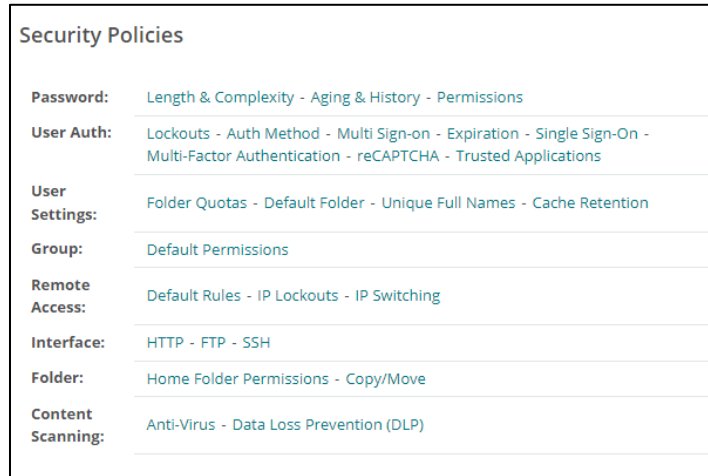 Security Policies
Password: Length & Complexity - Aging & History - Permissions
User Auth: Lockouts - Auth Method - Multi Sign-on - Expiration - Single Sign-On -
Multi-Factor Authentication - reCAPTCHA - Trusted Applications
User
Settings: Folder Quotas - Default Folder - Unique Full Names - Cache Retention
Group: Default Permissions
Remote
Access: Default Rules - IP Lockouts - IP Switching
Interface: HTTP - FTP - SSH
Folder: Home Folder Permissions - Copy/Move
Content
Scanning: Anti-Virus - Data Loss Prevention (DLP)